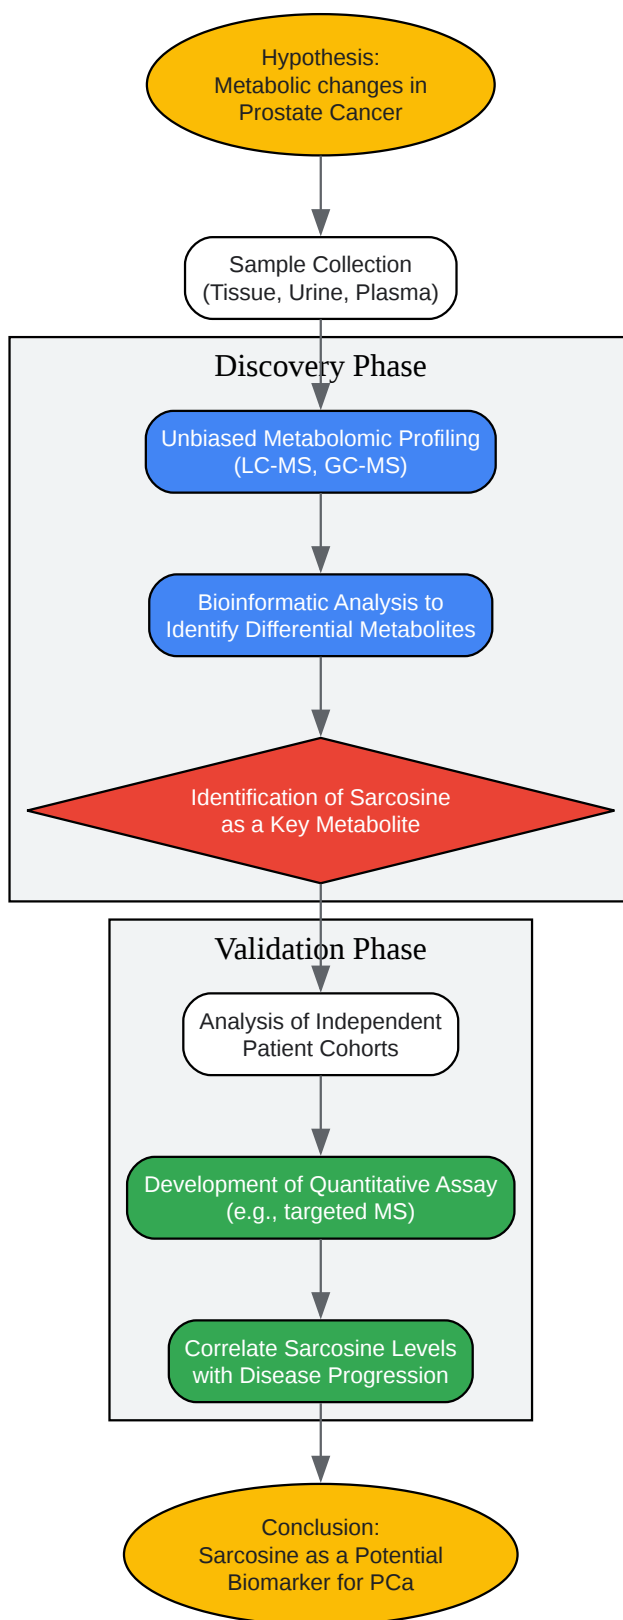 Hypothesis:
Metabolic changes in
Prostate Cancer
Sample Collection
(Tissue, Urine, Plasma)
Discovery Phase
Unbiased Metabolomic Profiling
(LC-MS, GC-MS)
Bioinformatic Analysis to
Identify Differential Metabolites
Identification of Sarcosine
as a Key Metabolite
Validation Phase
Analysis of Independent
Patient Cohorts
Development of Quantitative Assay
(e.g., targeted MS)
Correlate Sarcosine Levels
with Disease Progression
Conclusion:
Sarcosine as a Potential
Biomarker for PCa